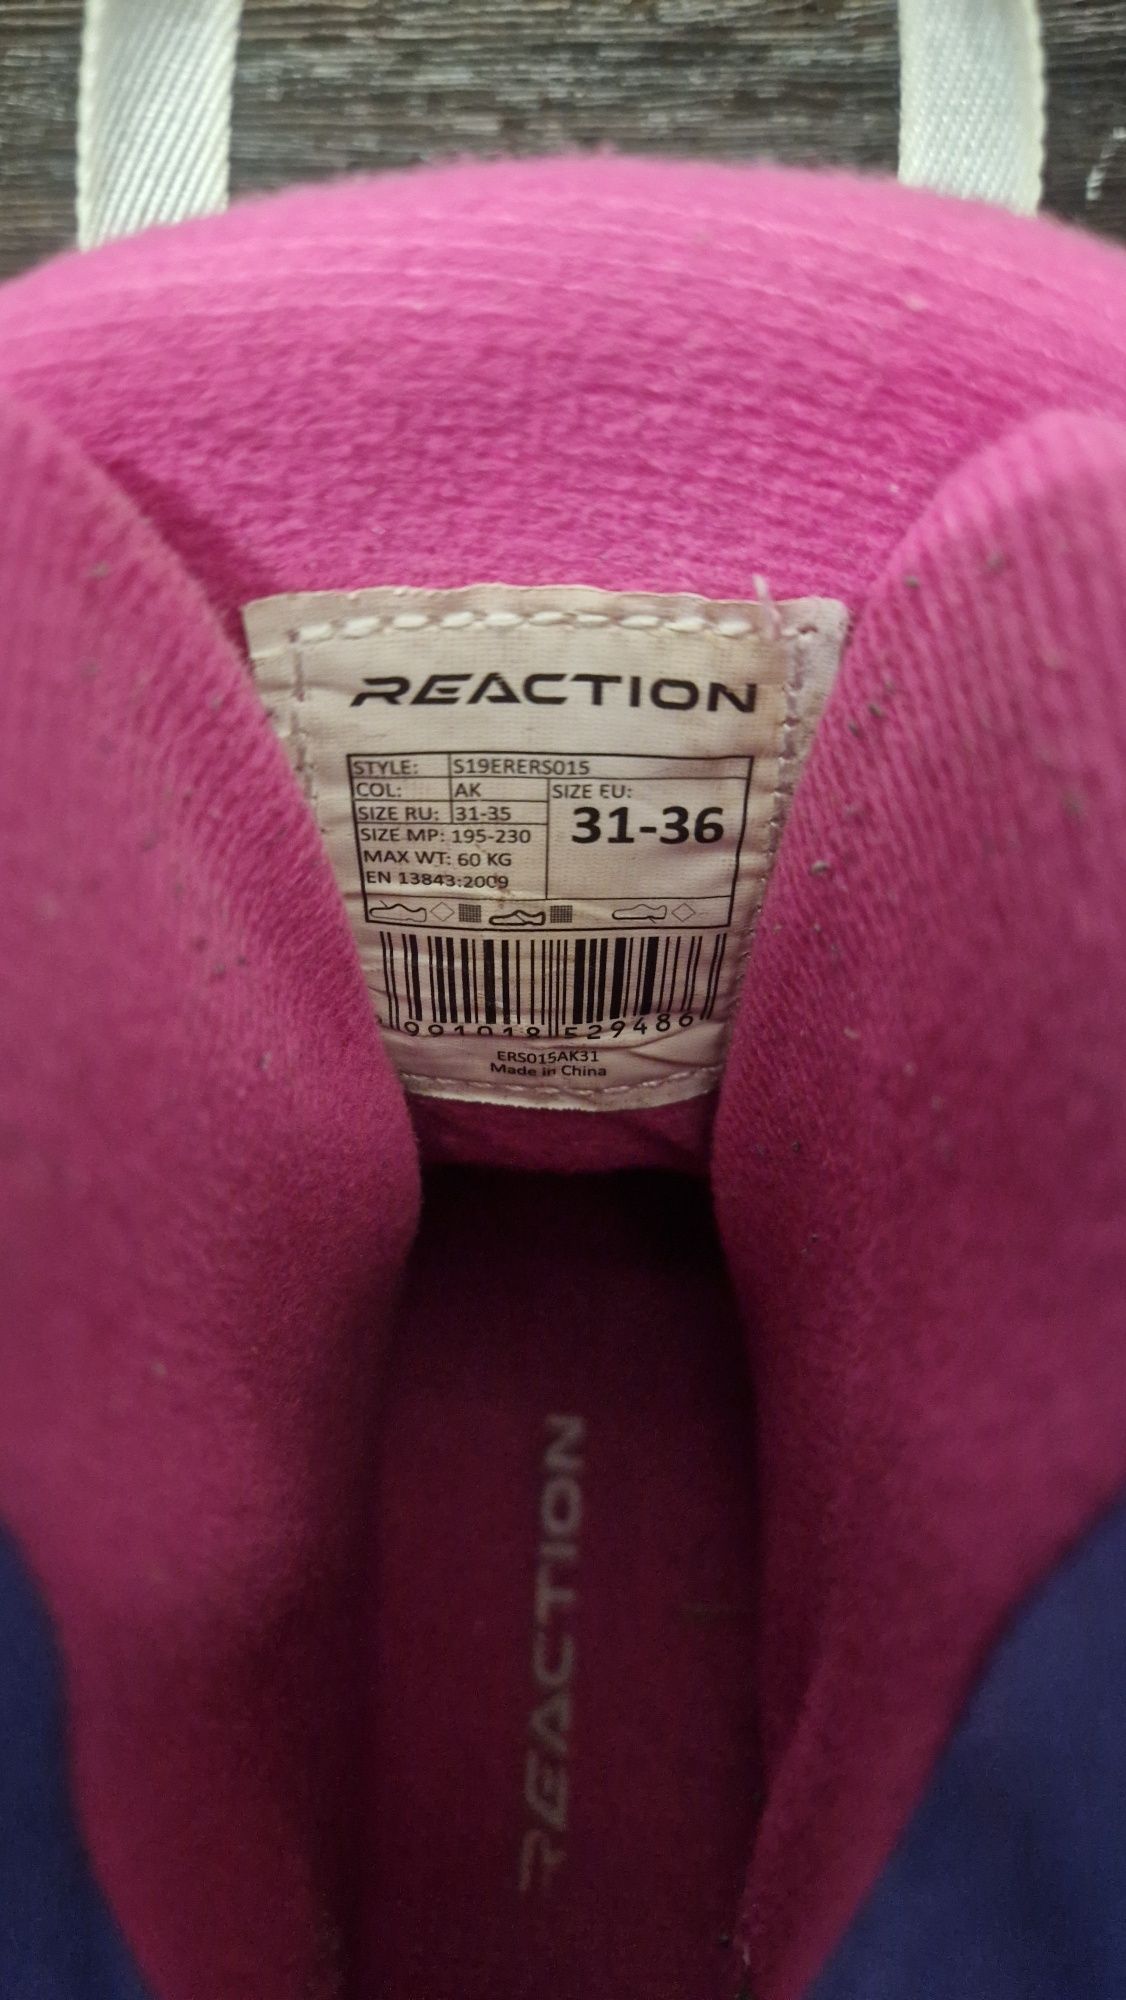 REACTION
STYLE: S19ERERS015
COL: AK
SIZE EU:
SIZE RU: 31-35
31-36
SIZE MP: 195-230
MAX WT: 60 KG
EN 13843:2009
529486
ERS015AK31
Made in China
REACTION